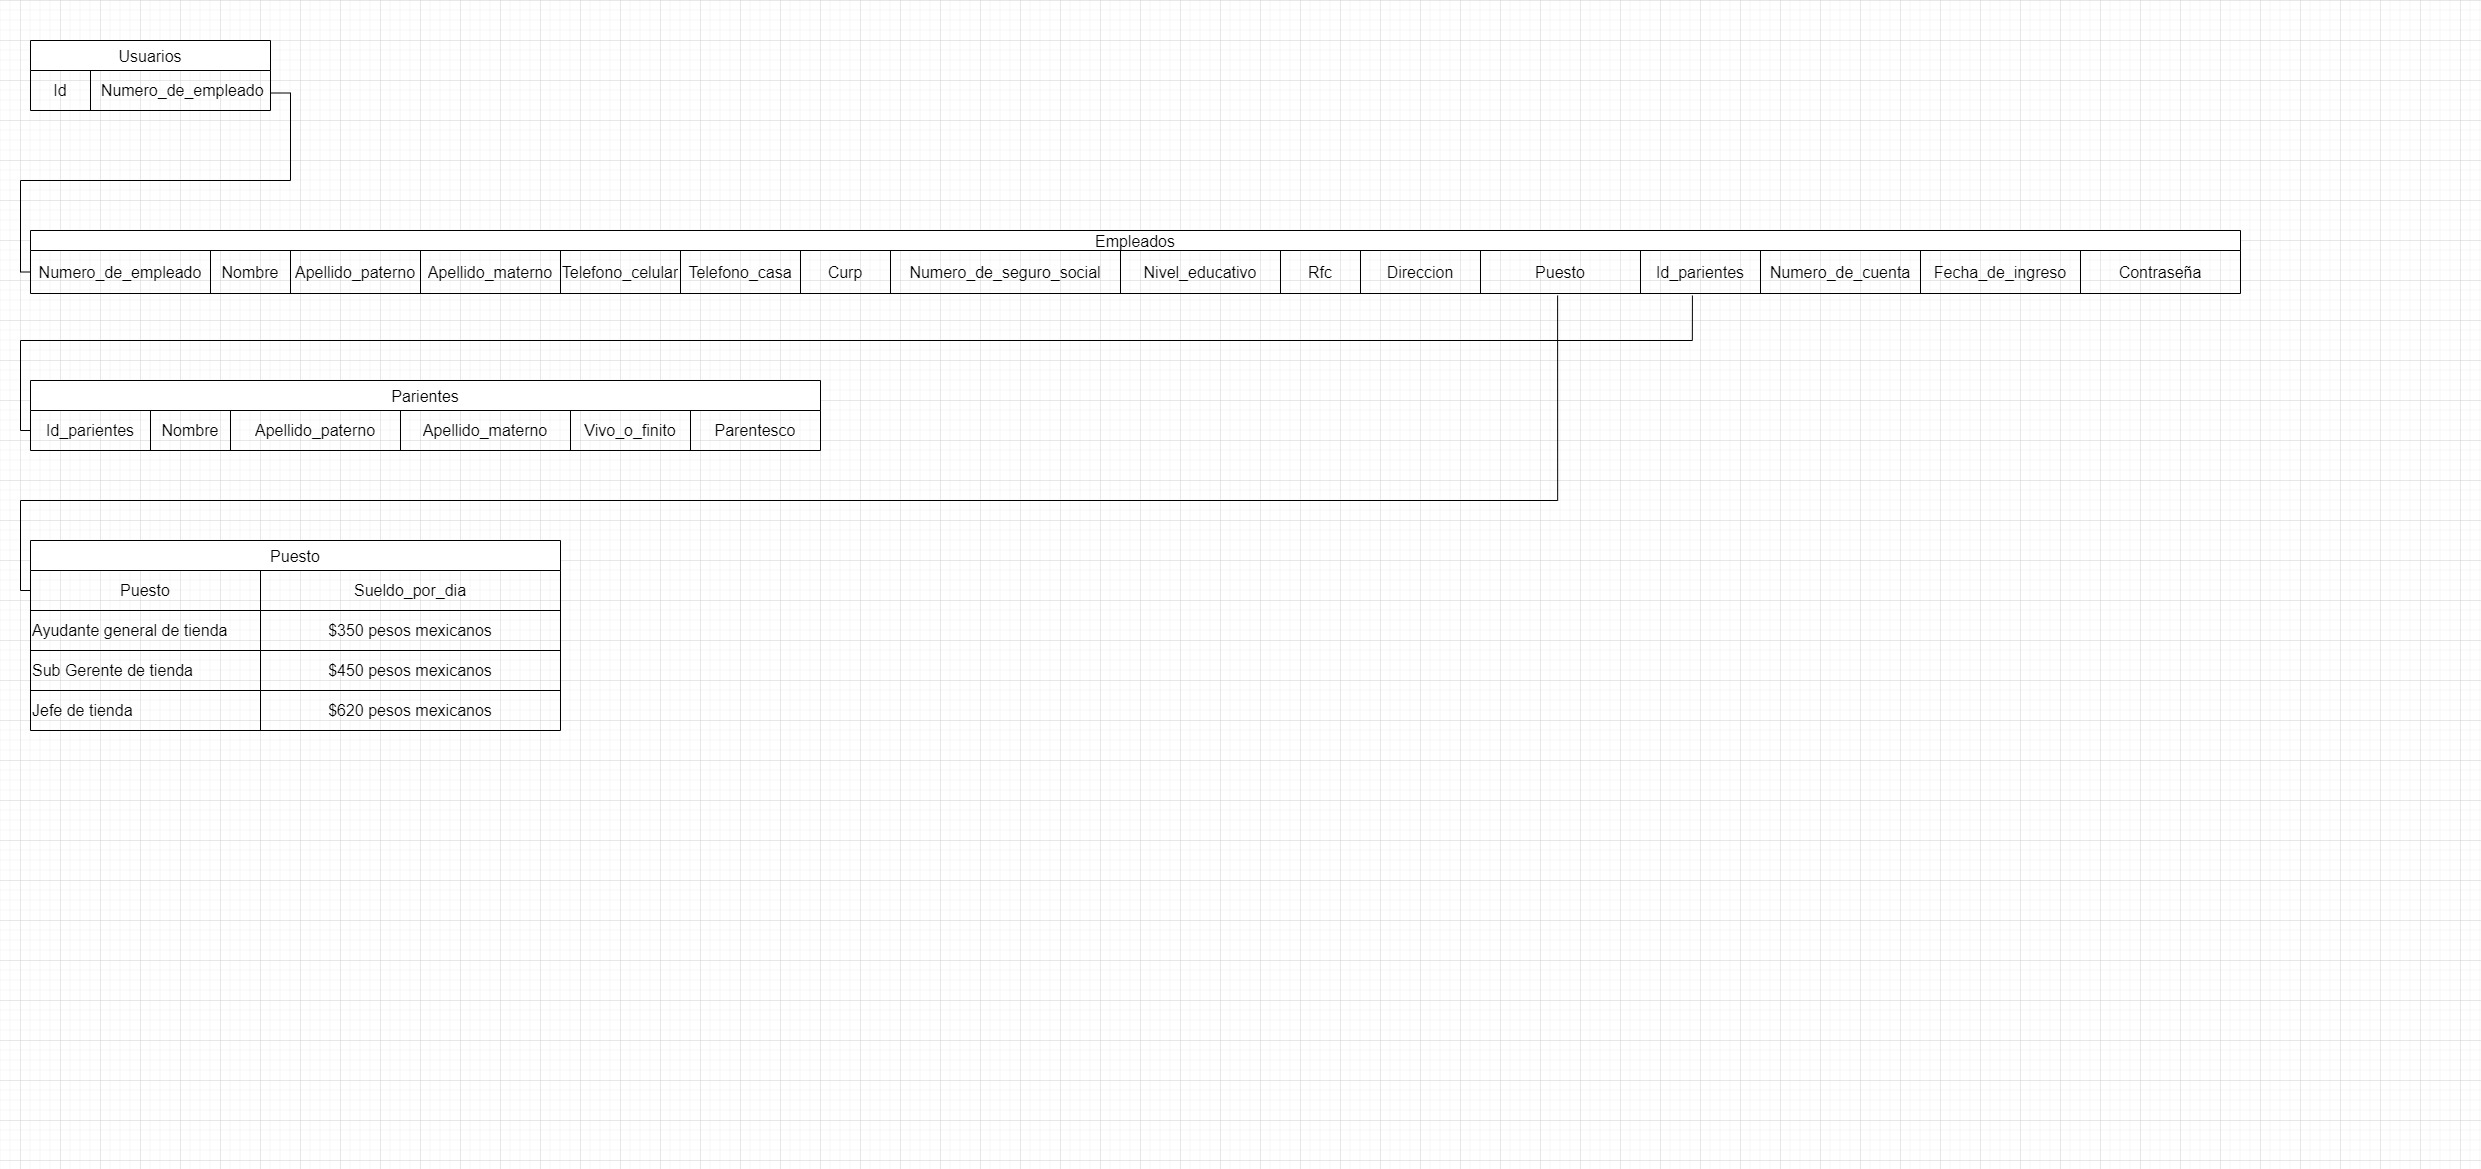 Usuarios
Id Numero_de_empleado
Empleados
Numero_de_empleado Nombre Apellido_paterno Apellido_materno Telefono_celular Telefono_casa Curp Numero_de_seguro_social Nivel_educativo Rfc Direccion Puesto Id_parientes Numero_de_cuenta Fecha_de_ingreso Contraseña
Parientes
Id_parientes Nombre Apellido_paterno Apellido_materno Vivo_o_finito Parentesco
Puesto
Puesto Sueldo_por_dia
Ayudante general de tienda $350 pesos mexicanos
Sub Gerente de tienda $450 pesos mexicanos
Jefe de tienda $620 pesos mexicanos